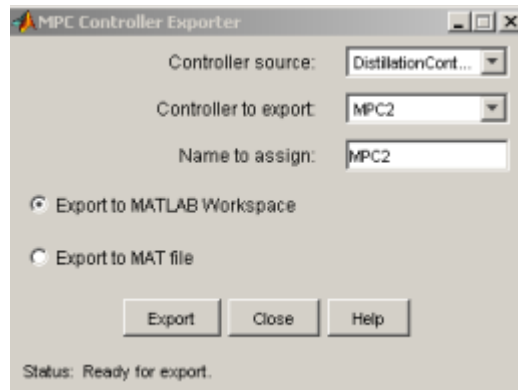 MPC Controller Exporter
Controller source: DistillationCont...
Controller to export: MPC2
Name to assign: MPC2
Export to MATLAB Workspace
Export to MAT file
Export Close Help
Status: Ready for export.